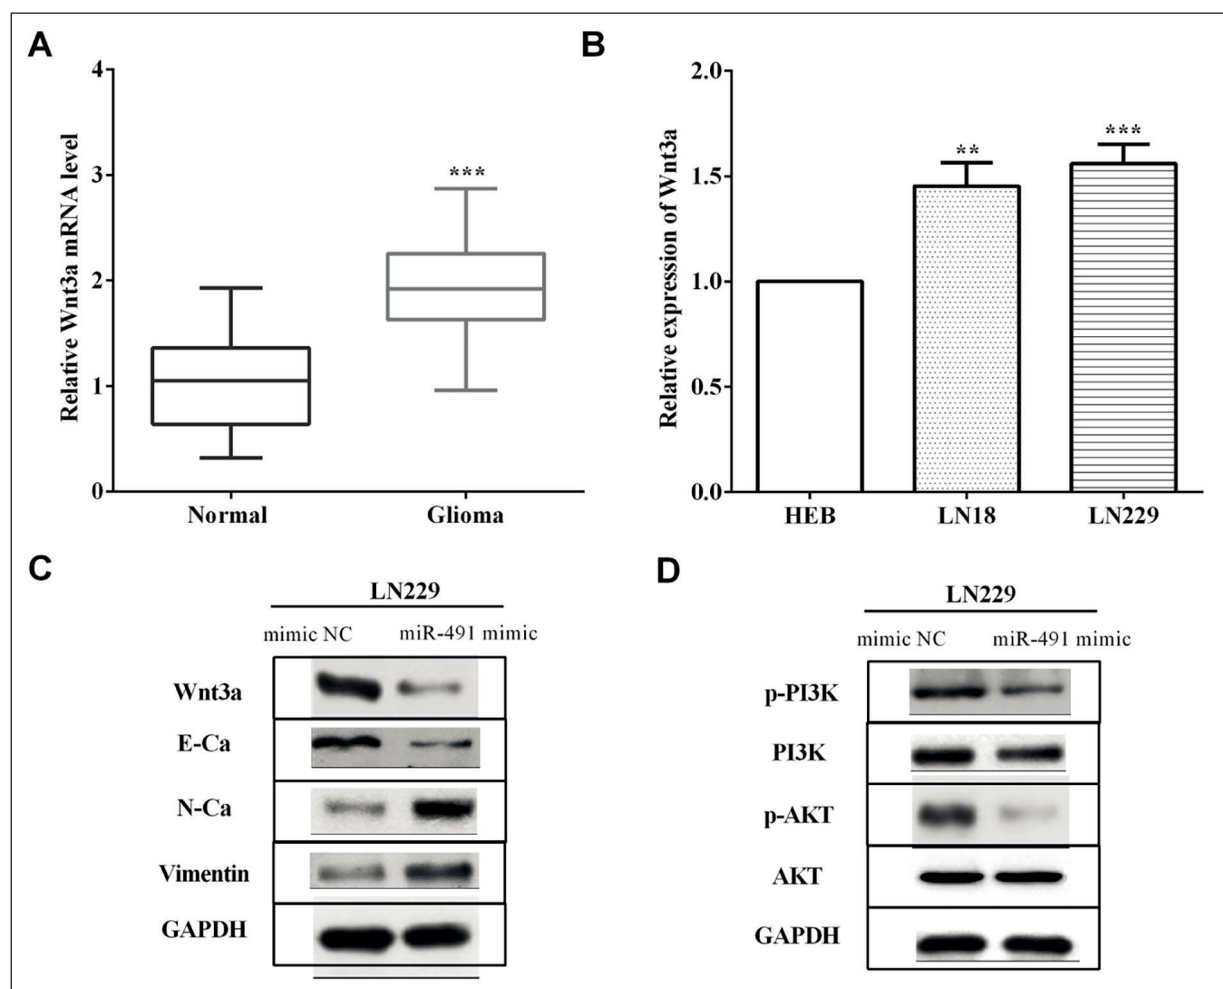 A
Relative Wnt3a mRNA level
4
3
2
1
0
***
Normal
Glioma
B
Relative expression of Wnt3a
2.0
1.5
1.0
0.5
0.0
**
***
HEB
LN18
LN229
C
LN229
mimic NC
miR-491 mimic
Wnt3a
E-Ca
N-Ca
Vimentin
GAPDH
D
LN229
mimic NC
miR-491 mimic
p-PI3K
PI3K
p-AKT
AKT
GAPDH